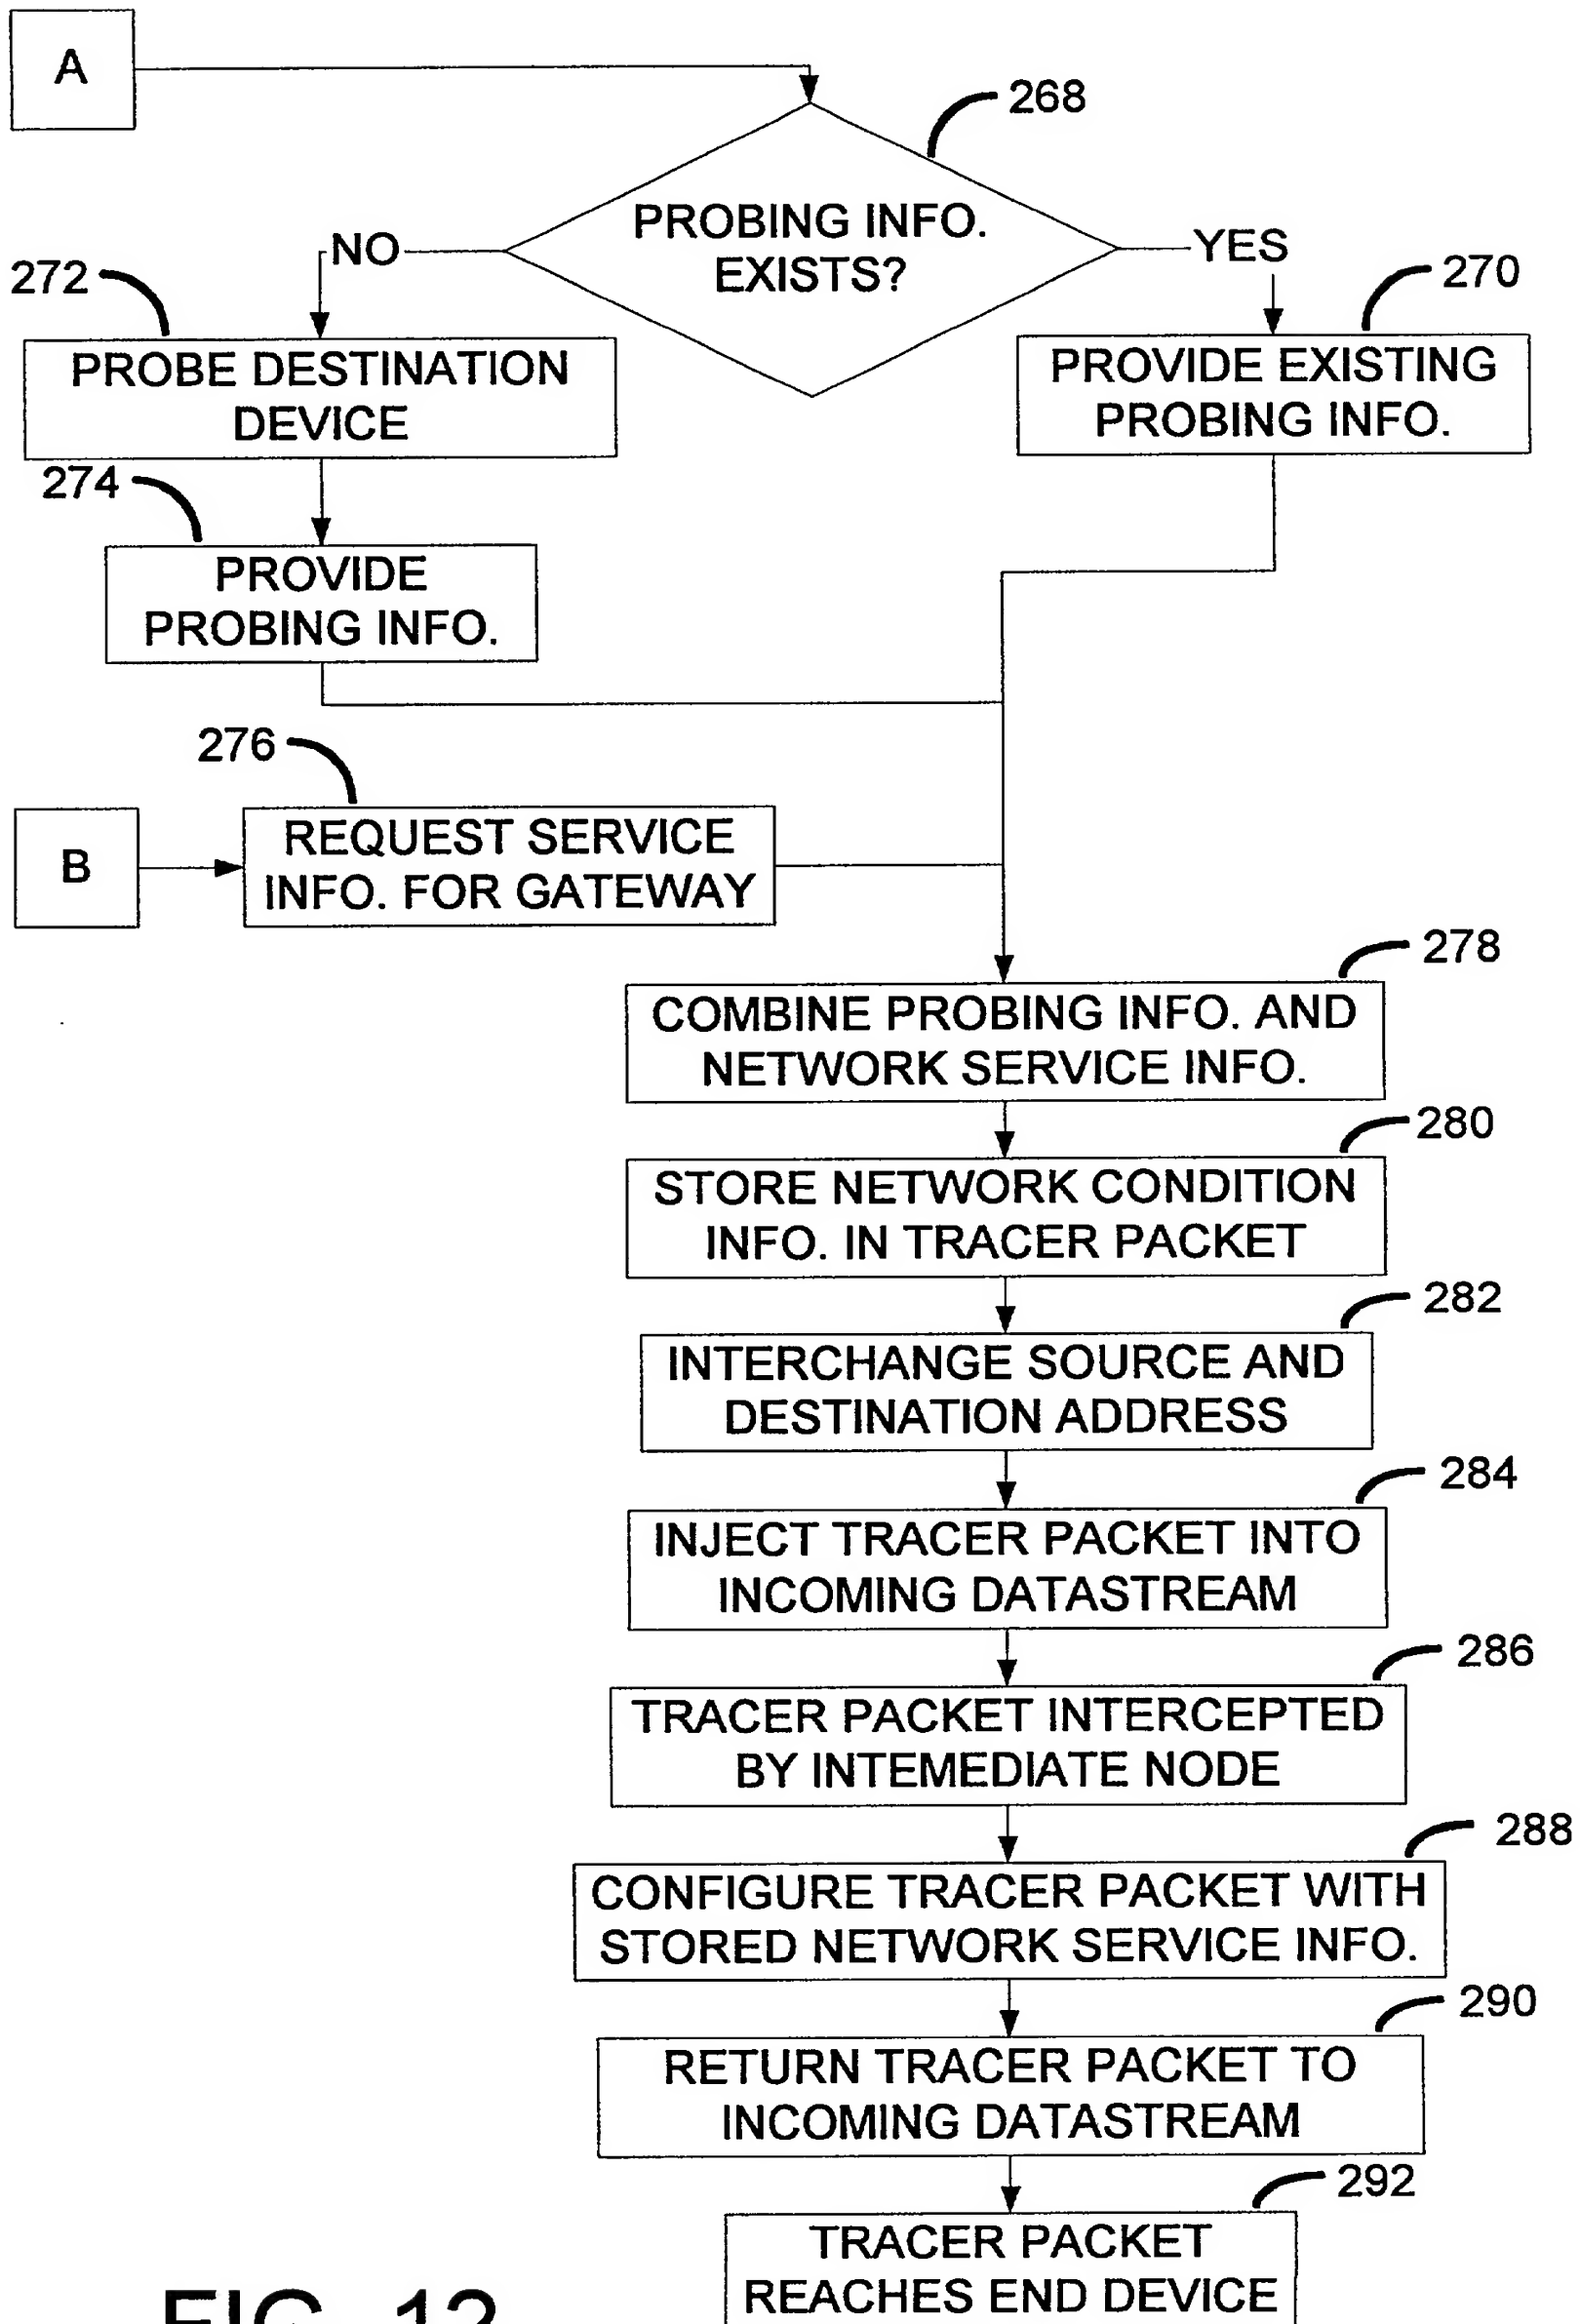 A
268
PROBING INFO.
EXISTS?
NO
YES
272
270
PROBE DESTINATION
DEVICE
PROVIDE EXISTING
PROBING INFO.
274
PROVIDE
PROBING INFO.
276
B
REQUEST SERVICE
INFO. FOR GATEWAY
278
COMBINE PROBING INFO. AND
NETWORK SERVICE INFO.
280
STORE NETWORK CONDITION
INFO. IN TRACER PACKET
282
INTERCHANGE SOURCE AND
DESTINATION ADDRESS
284
INJECT TRACER PACKET INTO
INCOMING DATASTREAM
286
TRACER PACKET INTERCEPTED
BY INTEMEDIATE NODE
288
CONFIGURE TRACER PACKET WITH
STORED NETWORK SERVICE INFO.
290
RETURN TRACER PACKET TO
INCOMING DATASTREAM
292
TRACER PACKET
REACHES END DEVICE
FIG. 12